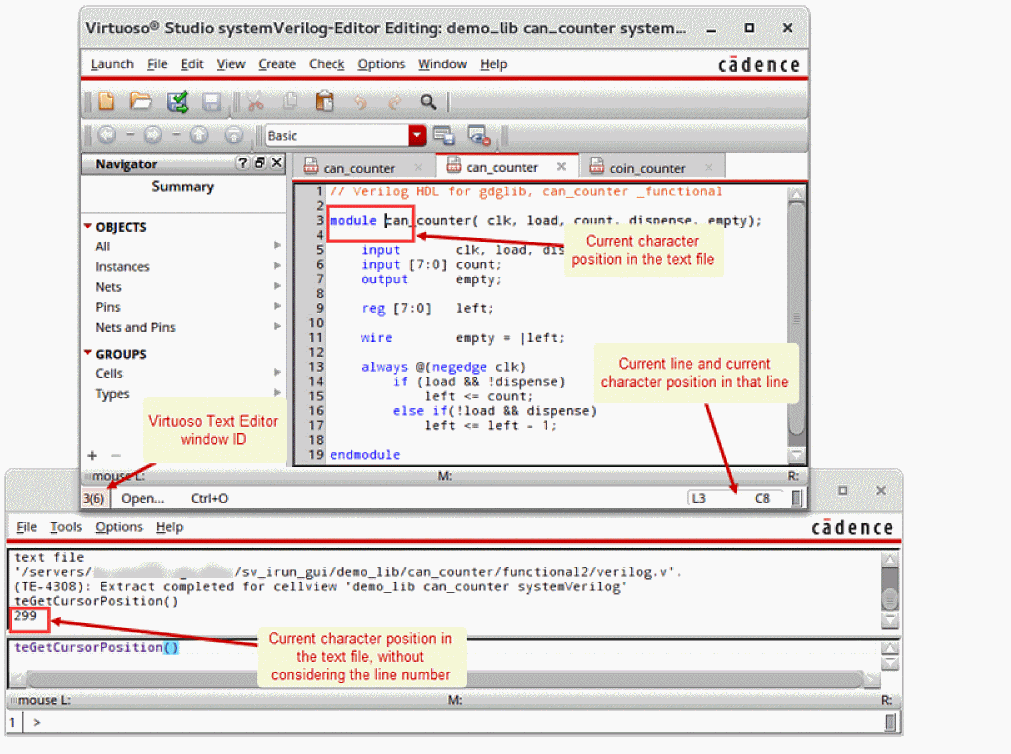 Virtuoso® Studio systemVerilog-Editor Editing: demo_lib can_counter system...
Launch File Edit View Create Check Options Window Help
cādence
Basic
Navigator
Summary
OBJECTS
All
Instances
Nets
Pins
Nets and Pins
GROUPS
Cells
Types
can_counter
can_counter
coin_counter
1 // Verilog HDL for gdglib, can_counter _functional
2
3 module can_counter( clk, load, count, dispense, empty);
4
5 input clk, load, dis
6 input [7:0] count;
7 output empty;
8
9 reg [7:0] left;
10
11 wire empty = |left;
12
13 always @(negedge clk)
14 if (load && !dispense)
15 left <= count;
16 else if(!load && dispense)
17 left <= left - 1;
18
19 endmodule
Current character
position in the text file
Current line and current
character position in that line
Virtuoso Text Editor
window ID
mouse L: M: R:
3(6) Open... Ctrl+O L3 C8
File Tools Options Help
cādence
text file
'/servers/ /sv_irun_gui/demo_lib/can_counter/functional2/verilog.v'.
(TE-4308): Extract completed for cellview 'demo_lib can_counter systemVerilog'
teGetCursorPosition()
299
teGetCursorPosition()
Current character position in
the text file, without
considering the line number
mouse L: M: R:
1 >